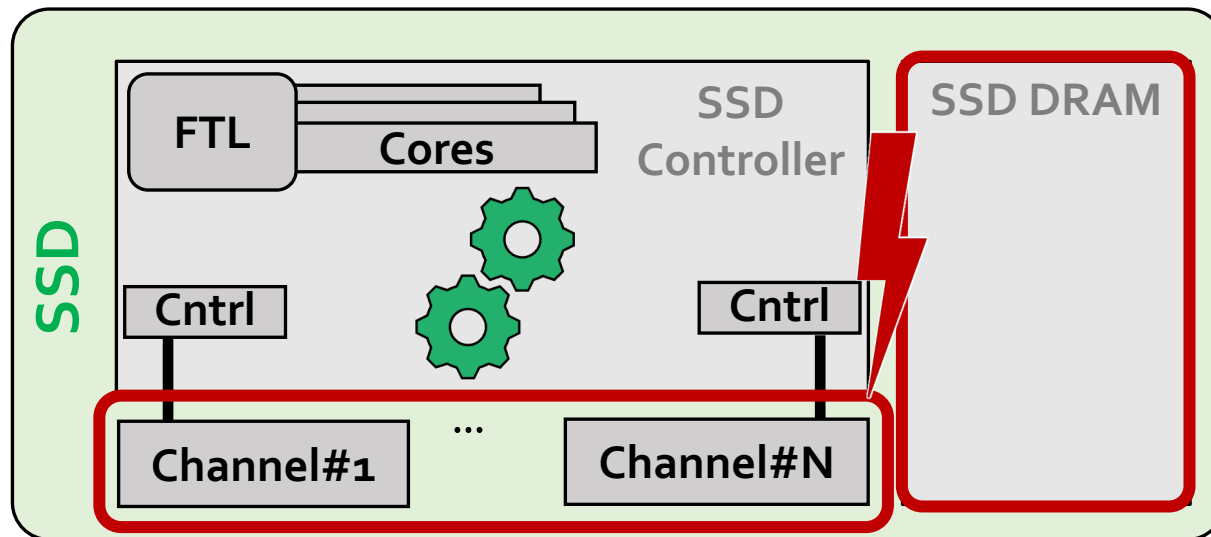 SSD
FTL
Cores
SSD
Controller
SSD DRAM
Cntrl
Cntrl
Channel#1
...
Channel#N